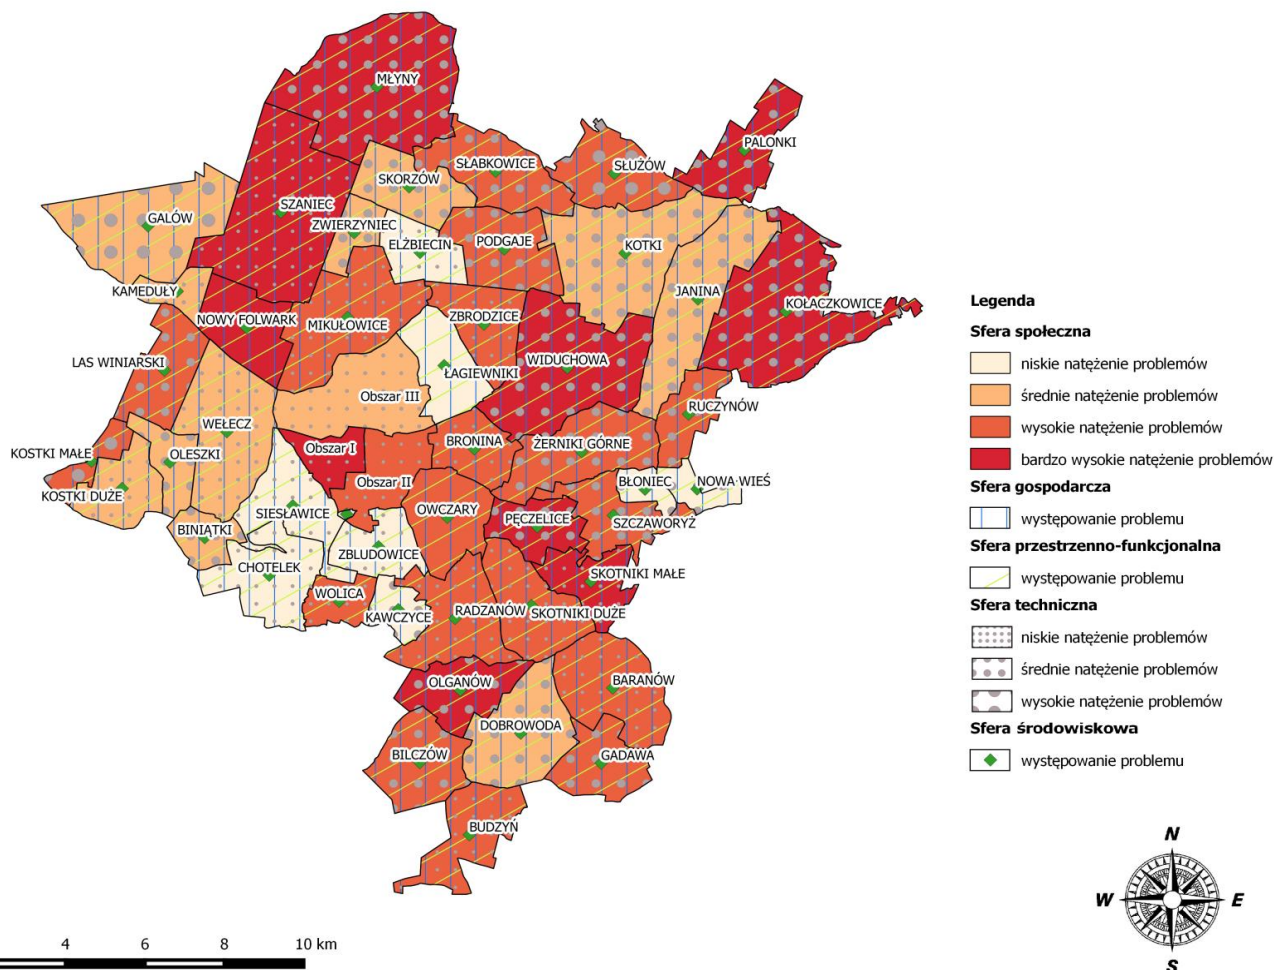 MŁYNY
PALONKI
SŁABKOWICE
SŁUŻÓW
SKORZÓW
SZANIEC
GALÓW
ZWIERZYNIEC
ELŻBIECIN
PODGAJE
KOTKI
KAMEDUŁY
JANINA
KOŁACZKOWICE
NOWY FOLWARK
MIKUŁOWICE
ZBRODZICE
LAS WINIARSKI
WIDUCHOWA
ŁAGIEWNIKI
Obszar III
RUCZYNÓW
WEŁECZ
BRONINA
ŻERNIKI GÓRNE
KOSTKI MAŁE
OLESZKI
Obszar I
Obszar II
BŁONIEC
NOWA WIEŚ
KOSTKI DUŻE
SIESŁAWICE
OWCZARY
PĘCZELICE
SZCZAWORYŻ
BINIĄTKI
ZBLUDOWICE
CHOTELEK
SKOTNIKI MAŁE
WOLICA
KAWCZYCE
RADZANÓW
SKOTNIKI DUŻE
OLGANÓW
BARANÓW
DOBROWODA
BILCZÓW
GADAWA
BUDZYŃ
Legenda
Sfera społeczna
niskie natężenie problemów
średnie natężenie problemów
wysokie natężenie problemów
bardzo wysokie natężenie problemów
Sfera gospodarcza
występowanie problemu
Sfera przestrzenno-funkcjonalna
występowanie problemu
Sfera techniczna
niskie natężenie problemów
średnie natężenie problemów
wysokie natężenie problemów
Sfera środowiskowa
występowanie problemu
N
W
E
S
4 6 8 10 km